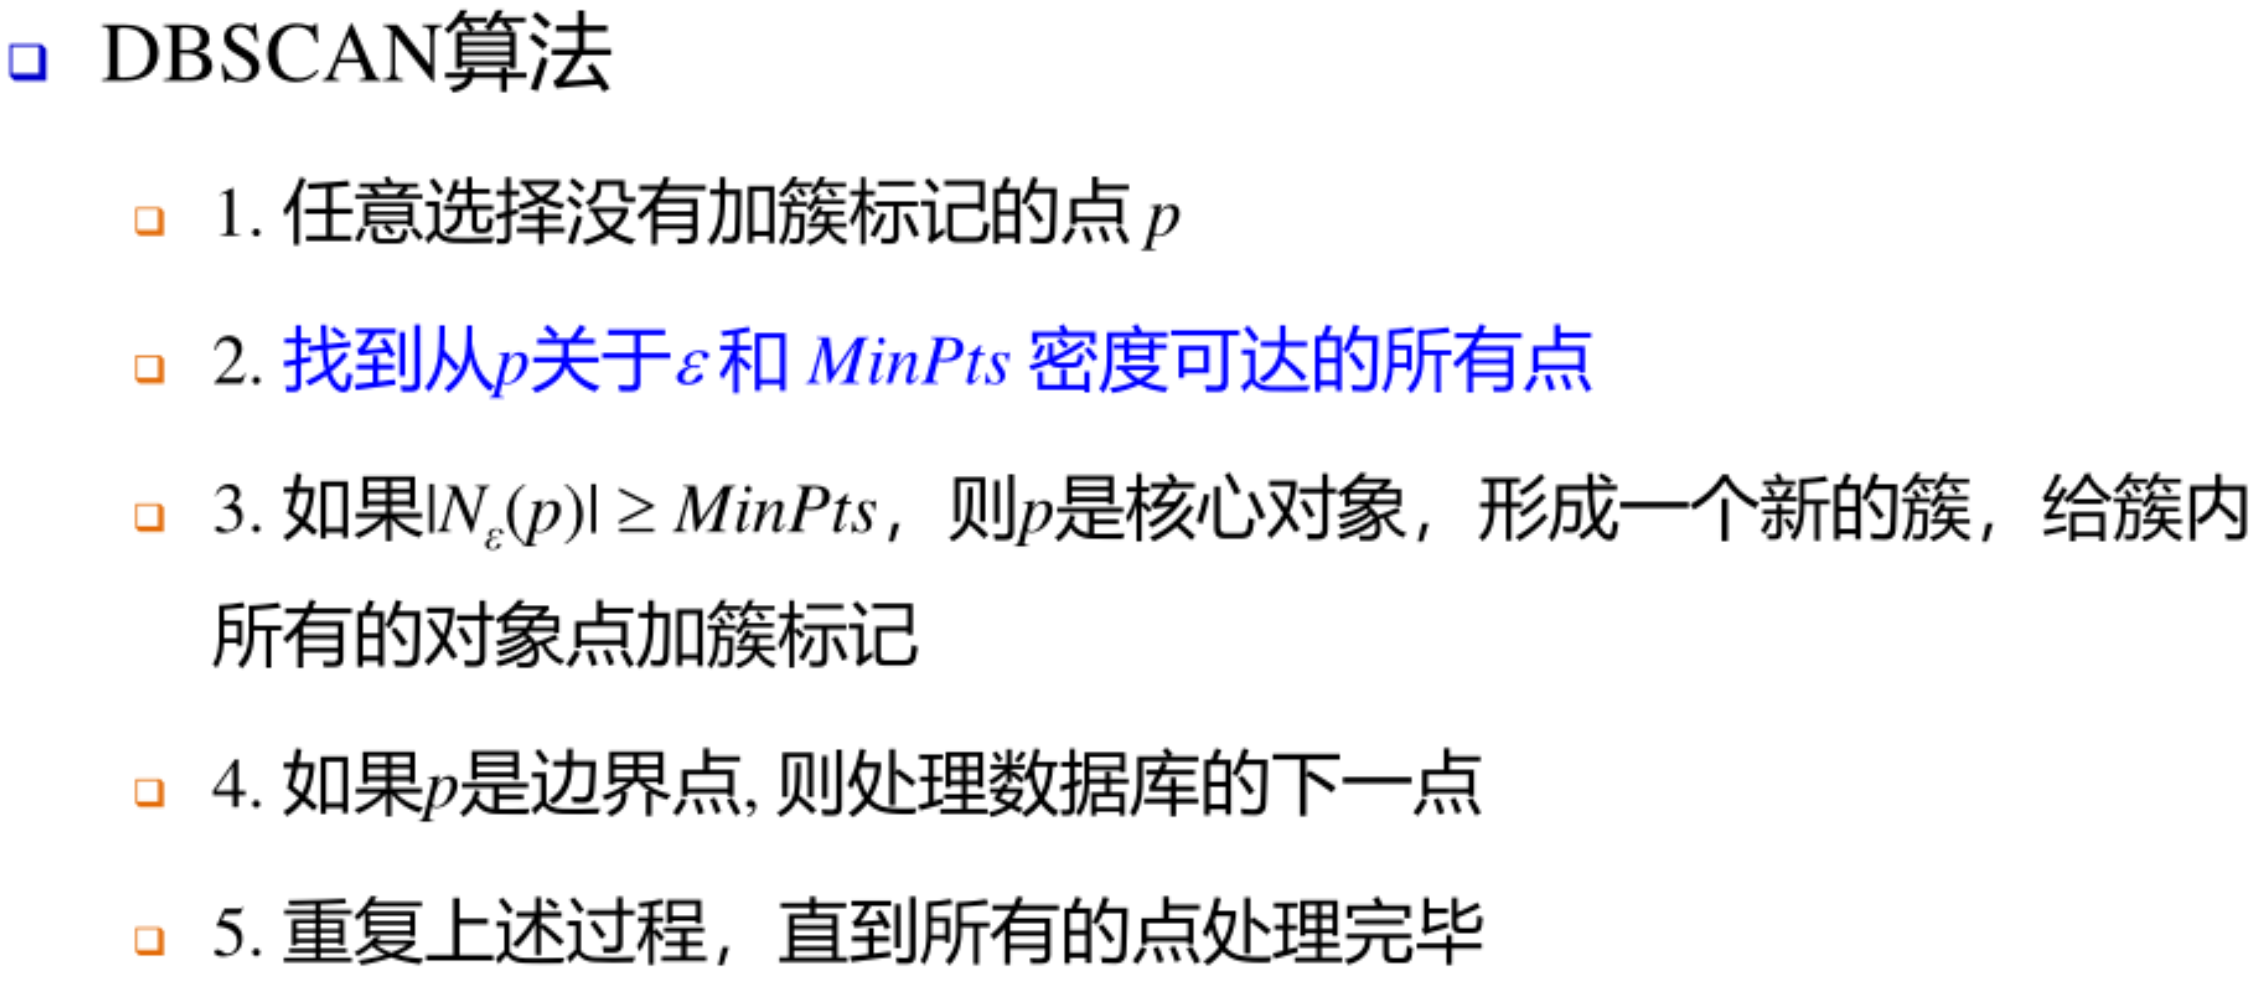 DBSCAN算法
1. 任意选择没有加簇标记的点 p
2. 找到从p关于ε和 MinPts 密度可达的所有点
3. 如果|Nε(p)| ≥ MinPts，则p是核心对象，形成一个新的簇，给簇内
所有的对象点加簇标记
4. 如果p是边界点, 则处理数据库的下一点
5. 重复上述过程，直到所有的点处理完毕